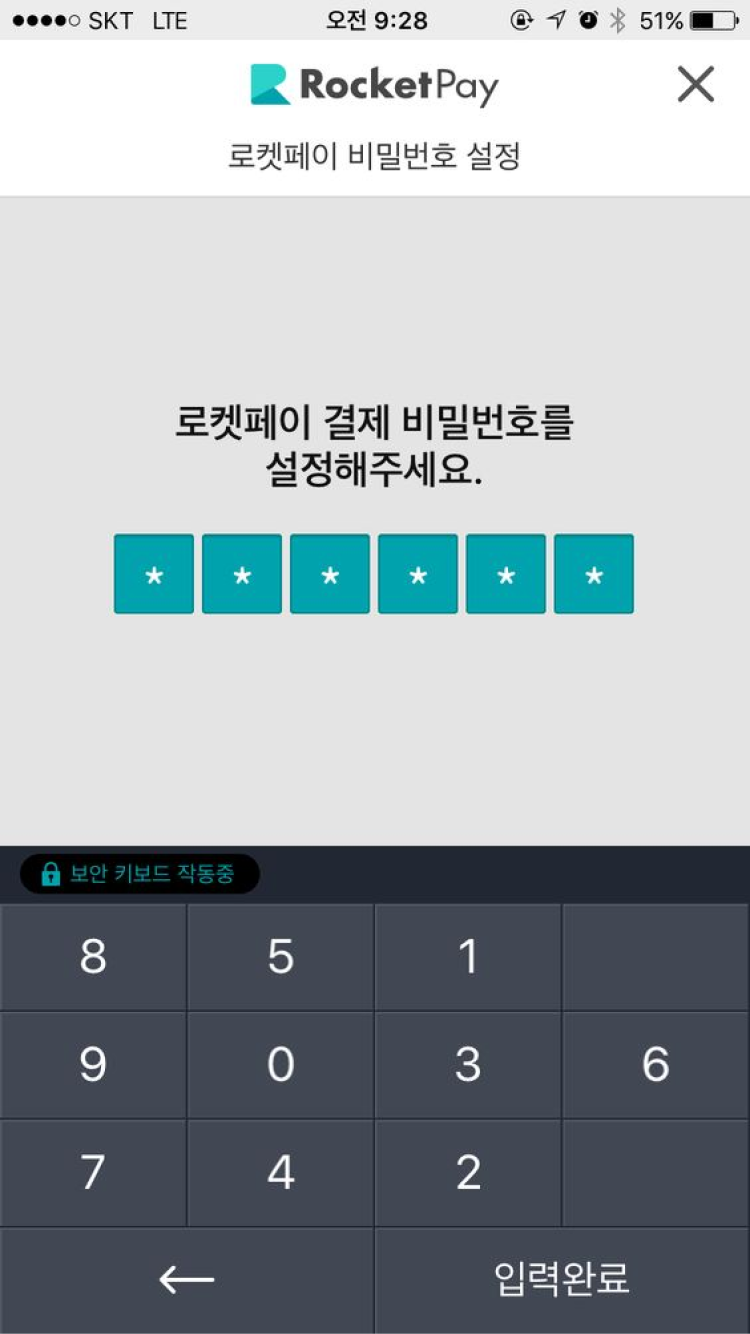 SKT LTE 오전 9:28 51%
RocketPay
로켓페이 비밀번호 설정
로켓페이 결제 비밀번호를
설정해주세요.
* * * * * *
보안 키보드 작동중
8 5 1
9 0 3 6
7 4 2
← 입력완료